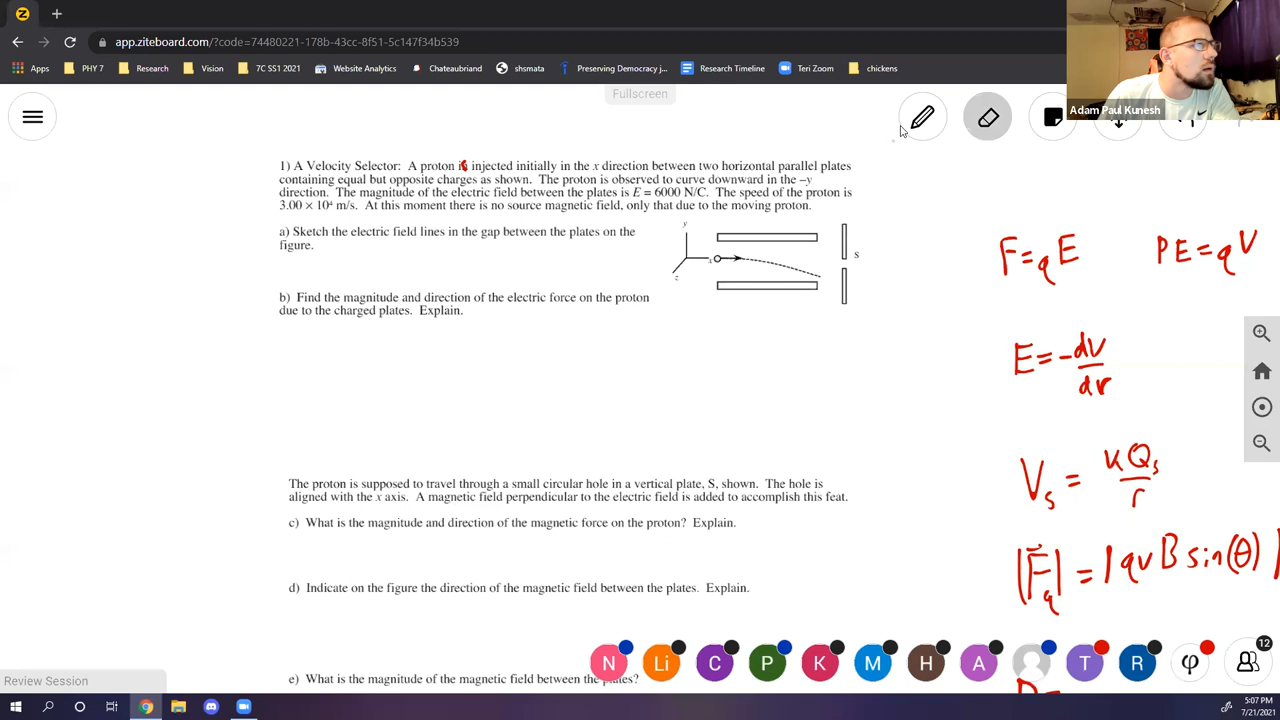 app.ziteboard.com/?code=74480221-178b-43cc-8f51-5c147f34b539
Apps PHY 7 Research Vision 7C SS1 2021 Website Analytics Chatedral shsmata Preserving Democracy... Research Timeline Teri Zoom chickens
Fullscreen
Adam Paul Kunesh
1) A Velocity Selector: A proton is injected initially in the x direction between two horizontal parallel plates
containing equal but opposite charges as shown. The proton is observed to curve downward in the –y
direction. The magnitude of the electric field between the plates is E = 6000 N/C. The speed of the proton is
3.00 × 10⁴ m/s. At this moment there is no source magnetic field, only that due to the moving proton.
a) Sketch the electric field lines in the gap between the plates on the
figure.
y
x
z
S
b) Find the magnitude and direction of the electric force on the proton
due to the charged plates. Explain.
The proton is supposed to travel through a small circular hole in a vertical plate, S, shown. The hole is
aligned with the x axis. A magnetic field perpendicular to the electric field is added to accomplish this feat.
c) What is the magnitude and direction of the magnetic force on the proton? Explain.
d) Indicate on the figure the direction of the magnetic field between the plates. Explain.
e) What is the magnitude of the magnetic field between the plates?
F=qE PE=qV
E=-dV/dr
Vs = kQs/r
|F⃗q| = |qvB sin(θ)|
N Li C P K M H A T R φ 12
Review Session
5:07 PM
7/21/2021